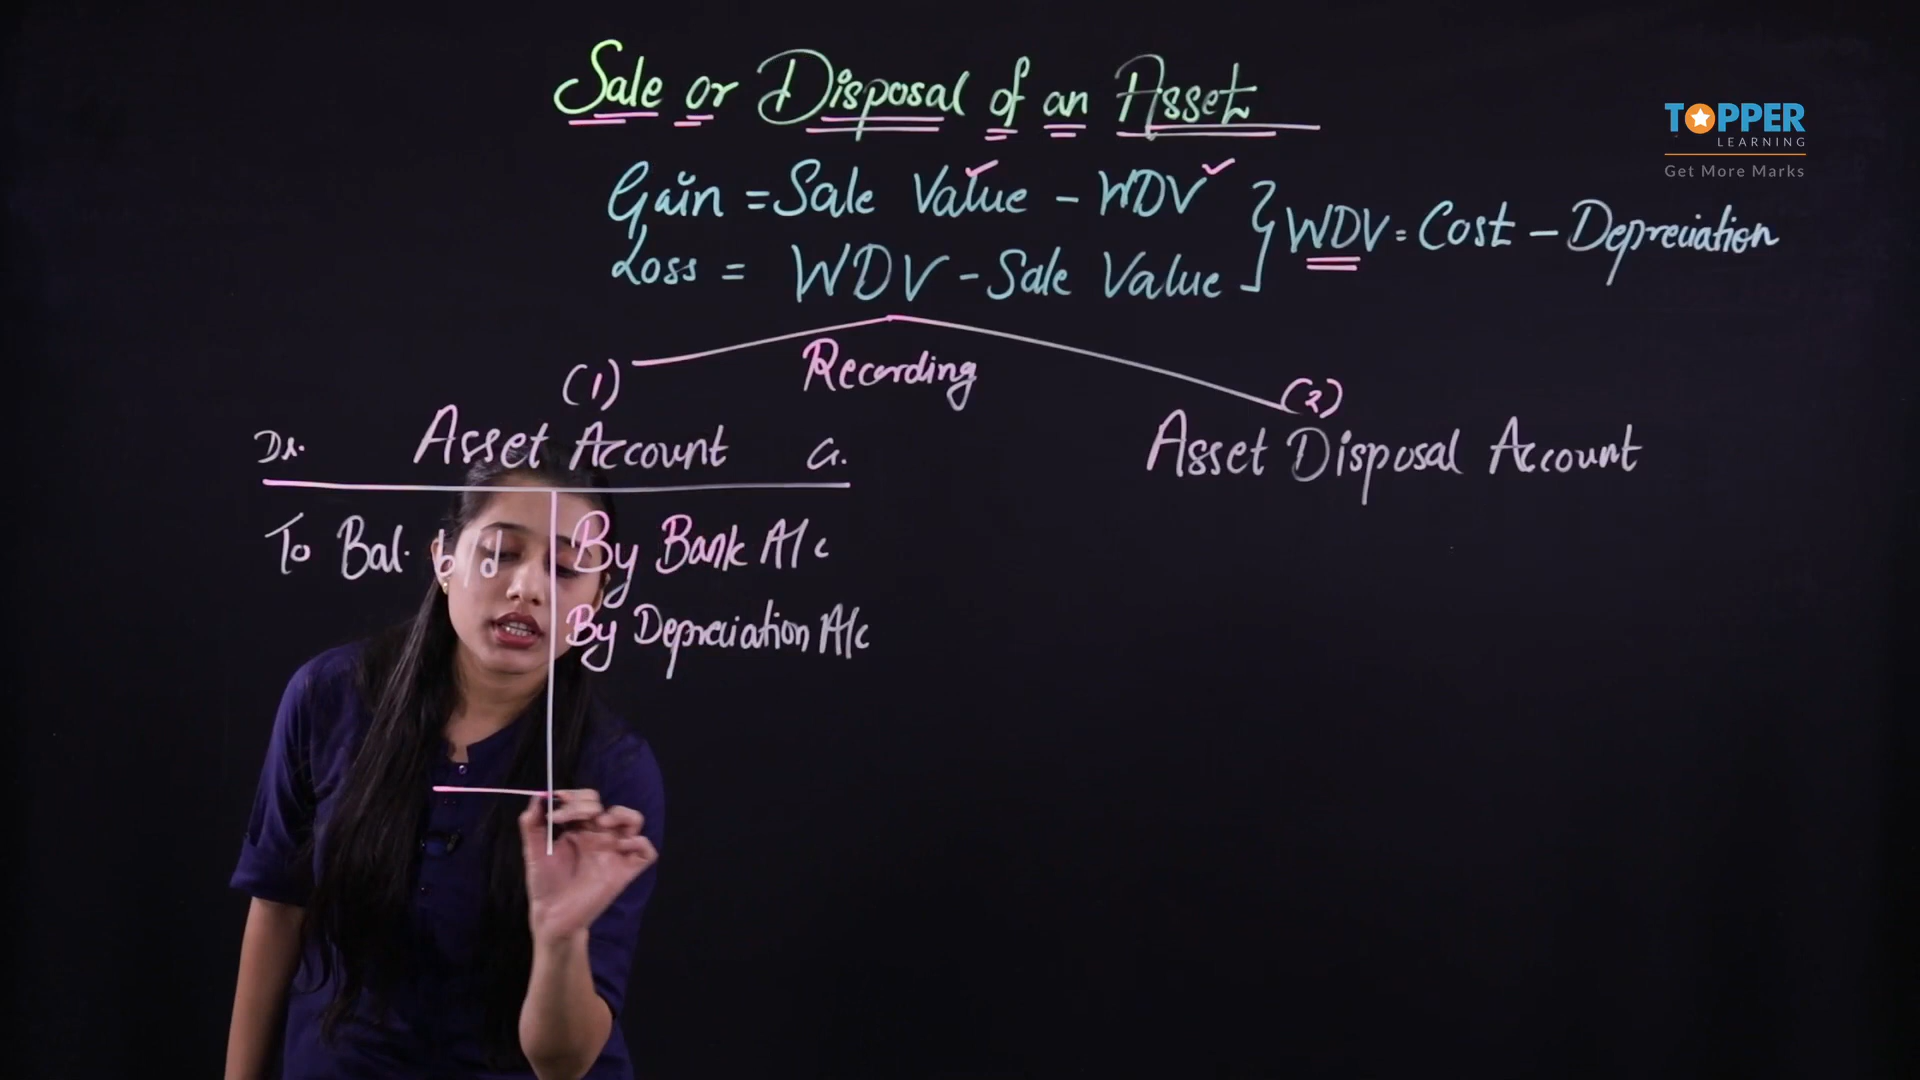 Sale or Disposal of an Asset
TOPPER
LEARNING
Get More Marks
Gain = Sale Value - WDV
Loss = WDV - Sale Value
WDV = Cost - Depreciation
Recording
(1)
(2)
Dr. Asset Account Cr.
Asset Disposal Account
To Bal. b/d
By Bank A/c
By Depreciation A/c